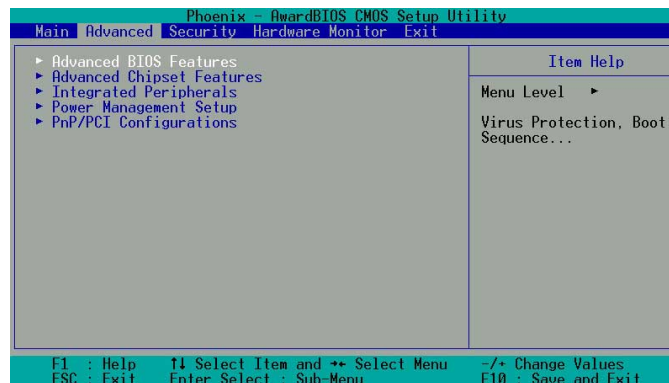 Phoenix - AwardBIOS CMOS Setup Utility
Main Advanced Security Hardware Monitor Exit
► Advanced BIOS Features
► Advanced Chipset Features
► Integrated Peripherals
► Power Management Setup
► PnP/PCI Configurations
Item Help
Menu Level ►
Virus Protection, Boot
Sequence...
F1 : Help ↑↓ Select Item and →← Select Menu -/+ Change Values
ESC : Exit Enter Select : Sub-Menu F10 : Save and Exit